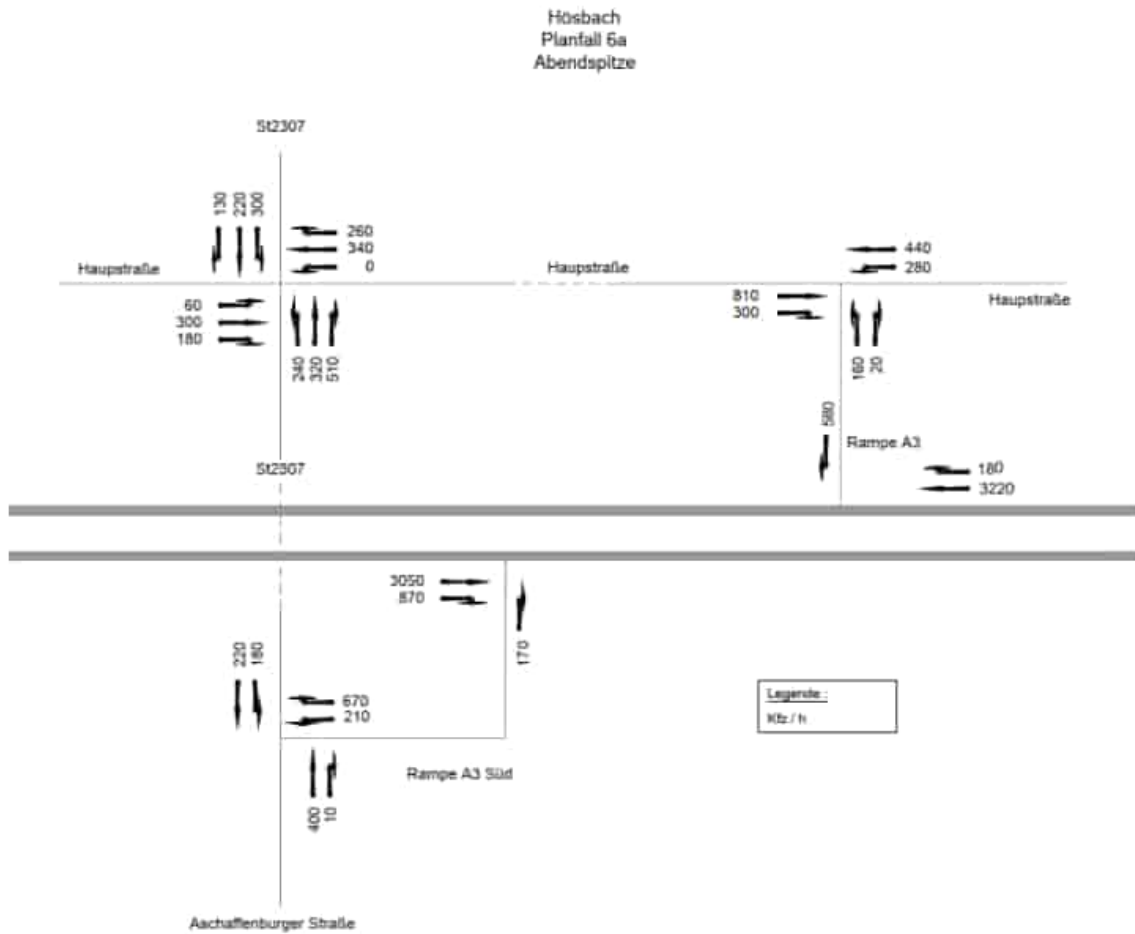 Hösbach
Planfall 6a
Abendspitze
St2307
130
220
300
260
340
0
Haupstraße
Haupstraße
440
280
Haupstraße
60
300
180
810
300
240
320
510
160
20
580
Rampe A3
St2307
180
3220
3050
870
170
220
180
670
210
Legende :
Kfz / h
Rampe A3 Süd
400
10
Aschaffenburger Straße